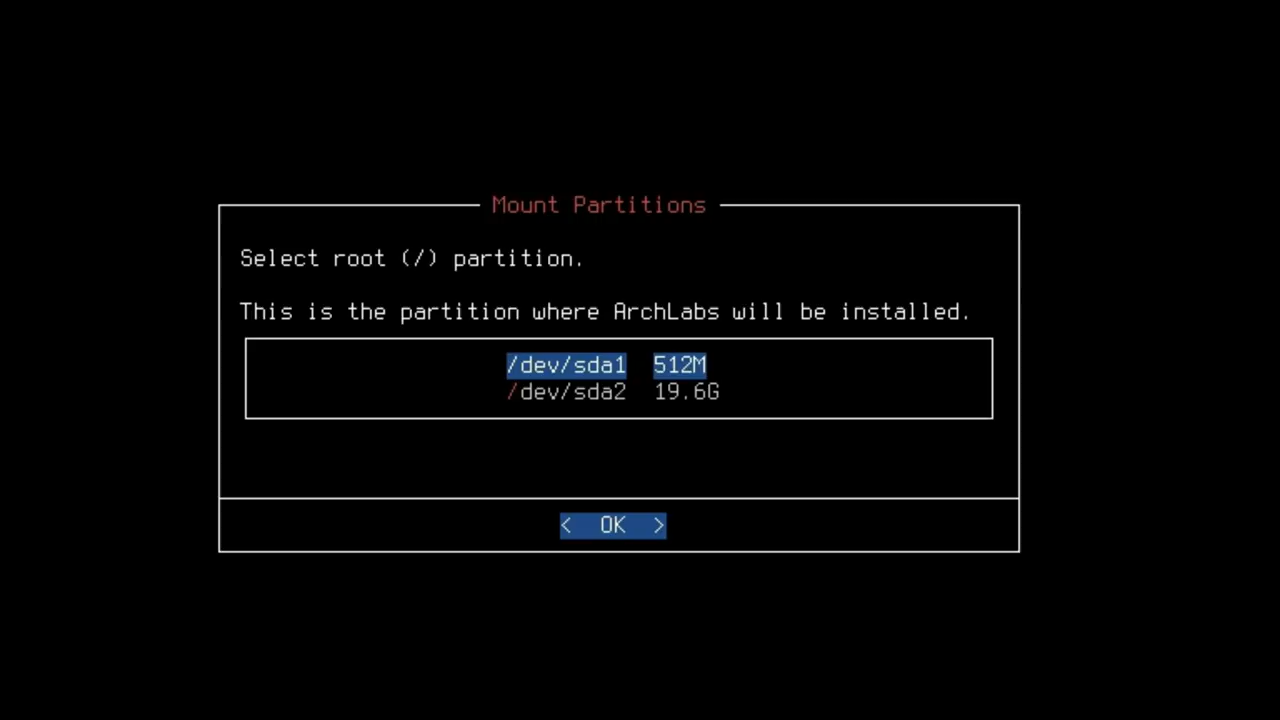 Mount Partitions
Select root (/) partition.
This is the partition where ArchLabs will be installed.
/dev/sda1 512M
/dev/sda2 19.6G
< OK >